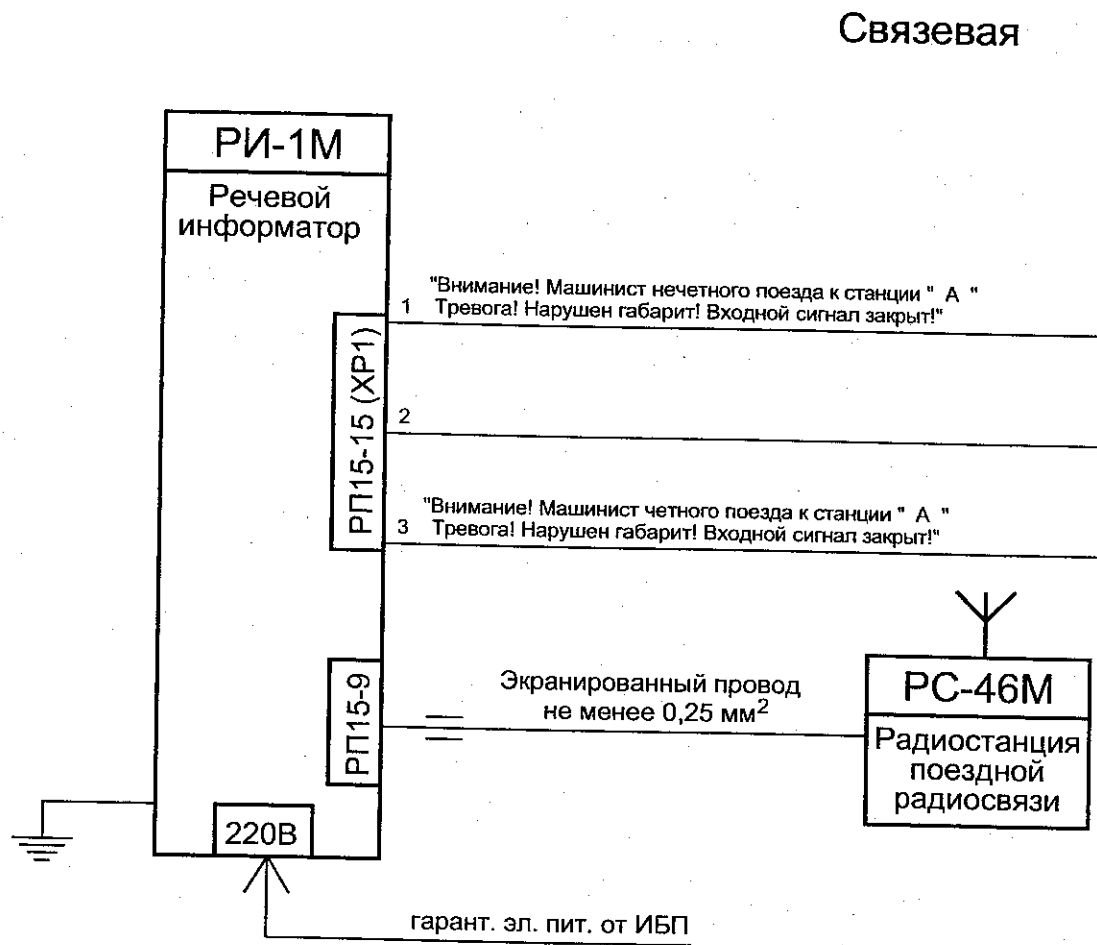 Связевая
РИ-1М
Речевой
информатор
"Внимание! Машинист нечетного поезда к станции " А "
1 Тревога! Нарушен габарит! Входной сигнал закрыт!"
РП15-15 (ХР1)
2
"Внимание! Машинист четного поезда к станции " А "
3 Тревога! Нарушен габарит! Входной сигнал закрыт!"
РП15-9
Экранированный провод
не менее 0,25 мм²
РС-46М
Радиостанция
поездной
радиосвязи
220В
гарант. эл. пит. от ИБП